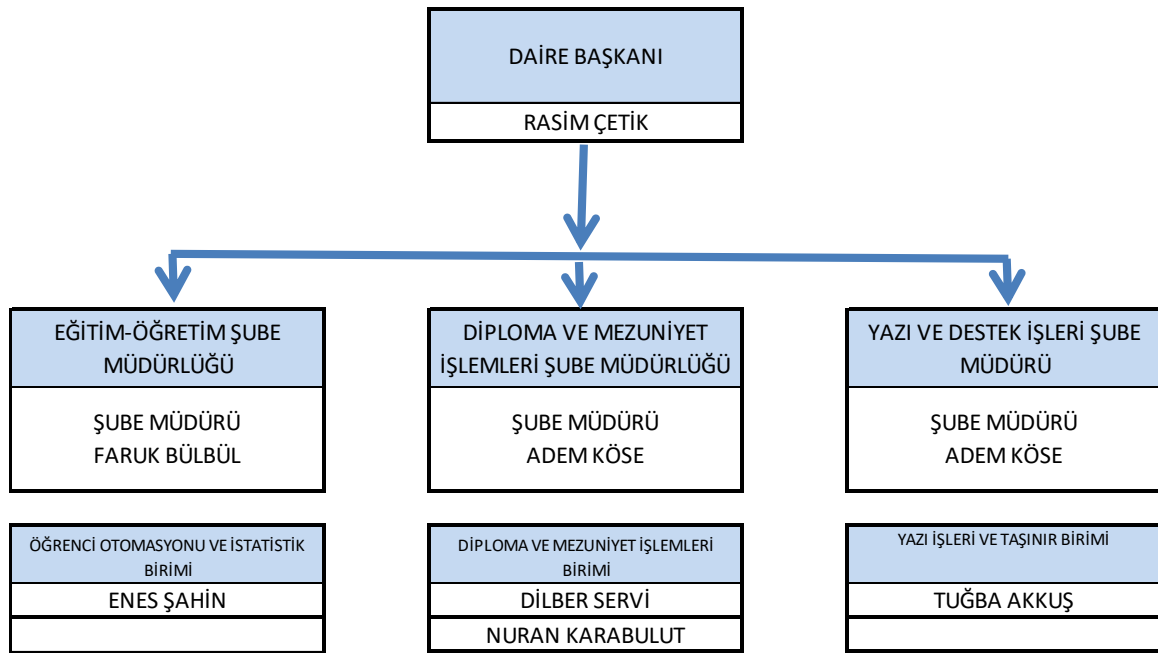 DAİRE BAŞKANI
RASİM ÇETİK
EĞİTİM-ÖĞRETİM ŞUBE
MÜDÜRLÜĞÜ
ŞUBE MÜDÜRÜ
FARUK BÜLBÜL
DİPLOMA VE MEZUNİYET
İŞLEMLERİ ŞUBE MÜDÜRLÜĞÜ
ŞUBE MÜDÜRÜ
ADEM KÖSE
YAZI VE DESTEK İŞLERİ ŞUBE
MÜDÜRÜ
ŞUBE MÜDÜRÜ
ADEM KÖSE
ÖĞRENCİ OTOMASYONU VE İSTATİSTİK
BİRİMİ
ENES ŞAHİN
DİPLOMA VE MEZUNİYET İŞLEMLERİ
BİRİMİ
DİLBER SERVİ
NURAN KARABULUT
YAZI İŞLERİ VE TAŞINIR BİRİMİ
TUĞBA AKKUŞ